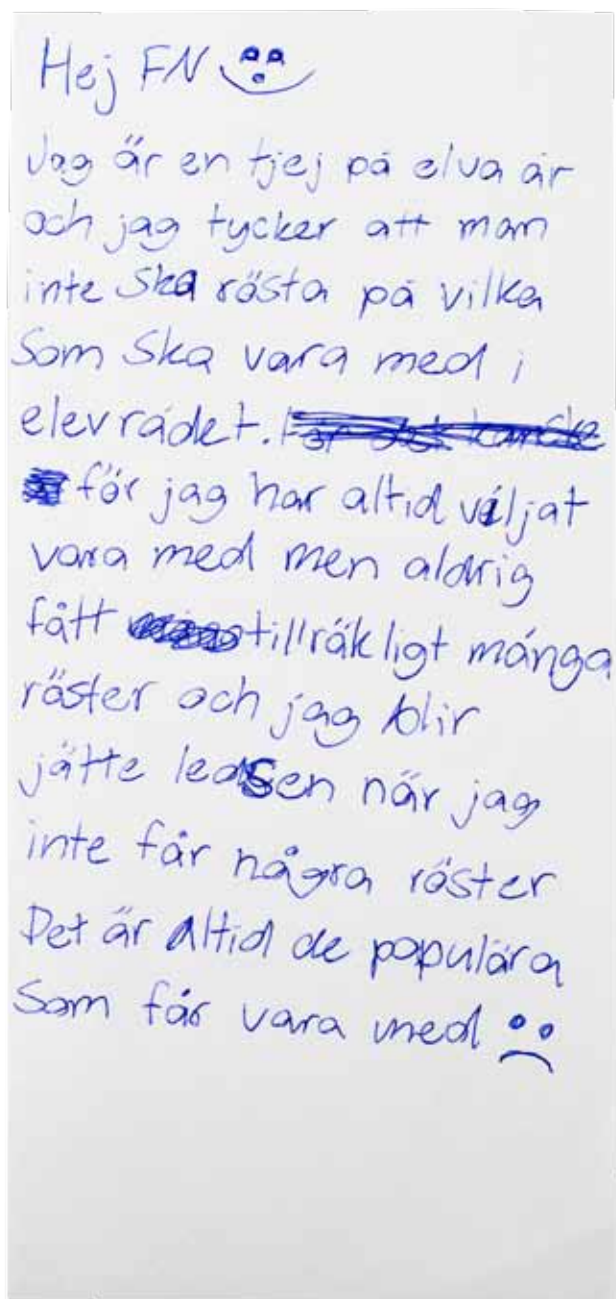 Hej FN
Jag är en tjej på elva år
och jag tycker att man
inte ska rösta på vilka
Som Ska vara med i
elevrådet.
för jag har altid viljat
vara med men aldrig
fått tillräkligt många
röster och jag blir
jätte ledsen när jag
inte får några röster
Det är altid de populära
Som får vara med